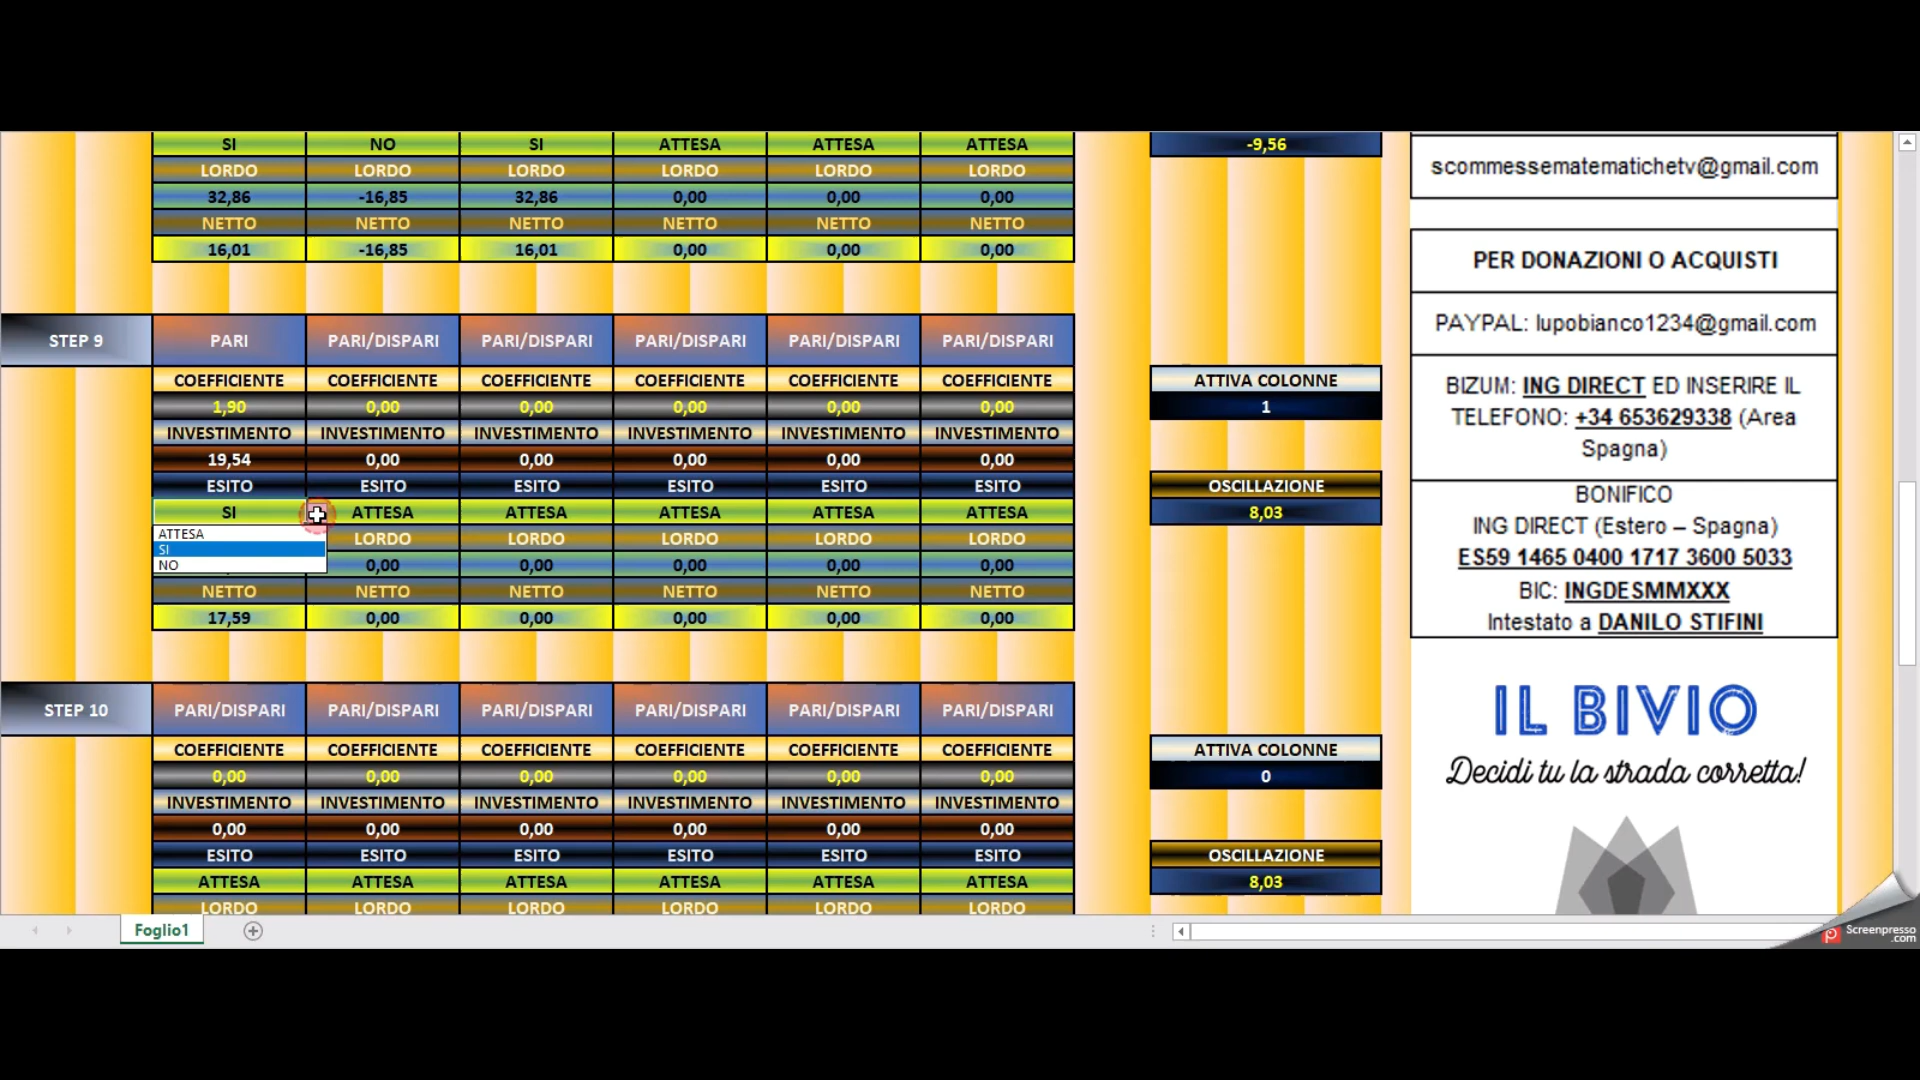 SI NO SI ATTESA ATTESA ATTESA
LORDO LORDO LORDO LORDO LORDO LORDO
32,86 -16,85 32,86 0,00 0,00 0,00
NETTO NETTO NETTO NETTO NETTO NETTO
16,01 -16,85 16,01 0,00 0,00 0,00
STEP 9 PARI PARI/DISPARI PARI/DISPARI PARI/DISPARI PARI/DISPARI PARI/DISPARI
COEFFICIENTE COEFFICIENTE COEFFICIENTE COEFFICIENTE COEFFICIENTE COEFFICIENTE
1,90 0,00 0,00 0,00 0,00 0,00
INVESTIMENTO INVESTIMENTO INVESTIMENTO INVESTIMENTO INVESTIMENTO INVESTIMENTO
19,54 0,00 0,00 0,00 0,00 0,00
ESITO ESITO ESITO ESITO ESITO ESITO
SI ATTESA ATTESA ATTESA ATTESA ATTESA
ATTESA
SI
NO
LORDO LORDO LORDO LORDO LORDO
0,00 0,00 0,00 0,00 0,00
NETTO NETTO NETTO NETTO NETTO NETTO
17,59 0,00 0,00 0,00 0,00 0,00
STEP 10 PARI/DISPARI PARI/DISPARI PARI/DISPARI PARI/DISPARI PARI/DISPARI PARI/DISPARI
COEFFICIENTE COEFFICIENTE COEFFICIENTE COEFFICIENTE COEFFICIENTE COEFFICIENTE
0,00 0,00 0,00 0,00 0,00 0,00
INVESTIMENTO INVESTIMENTO INVESTIMENTO INVESTIMENTO INVESTIMENTO INVESTIMENTO
0,00 0,00 0,00 0,00 0,00 0,00
ESITO ESITO ESITO ESITO ESITO ESITO
ATTESA ATTESA ATTESA ATTESA ATTESA ATTESA
LORDO LORDO LORDO LORDO LORDO LORDO
-9,56
ATTIVA COLONNE
1
OSCILLAZIONE
8,03
ATTIVA COLONNE
0
OSCILLAZIONE
8,03
scommessematematichetv@gmail.com
PER DONAZIONI O ACQUISTI
PAYPAL: lupobianco1234@gmail.com
BIZUM: ING DIRECT ED INSERIRE IL
TELEFONO: +34 653629338 (Area
Spagna)
BONIFICO
ING DIRECT (Estero – Spagna)
ES59 1465 0400 1717 3600 5033
BIC: INGDESMMXXX
Intestato a DANILO STIFINI
IL BIVIO
Decidi tu la strada corretta!
Foglio1
Screenpresso
.com